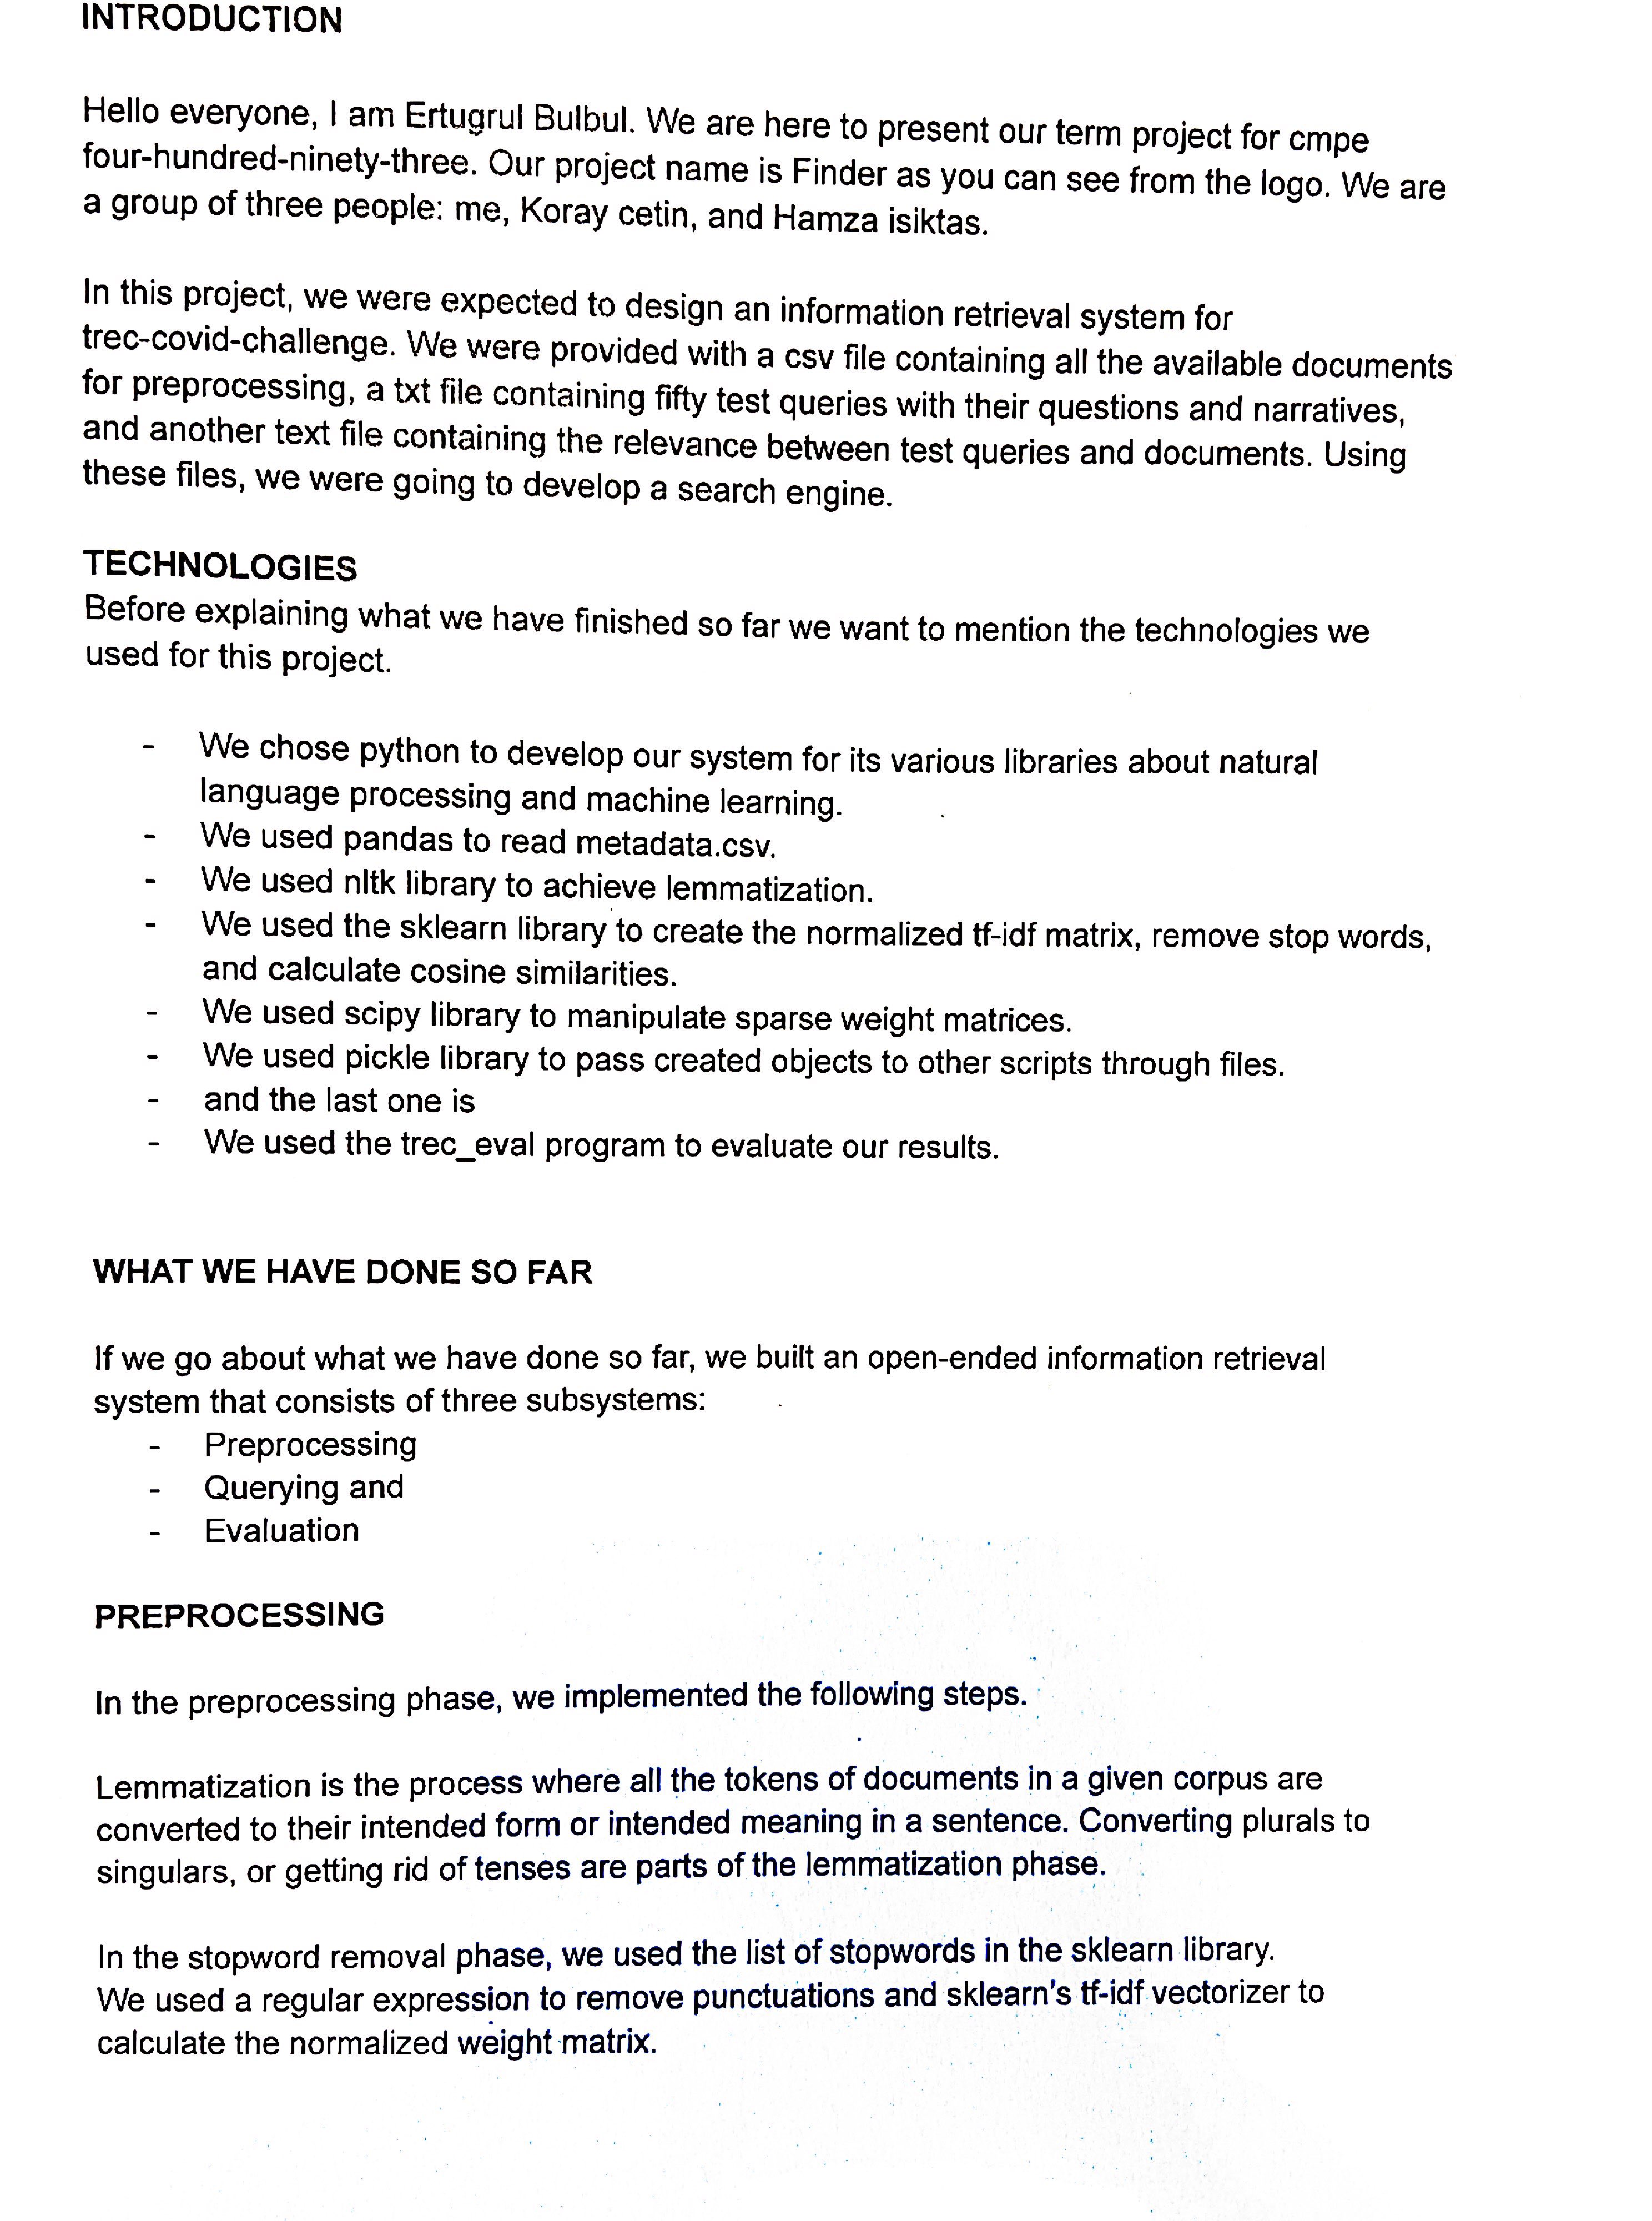 INTRODUCTION
Hello everyone, I am Ertugrul Bulbul. We are here to present our term project for cmpe
four-hundred-ninety-three. Our project name is Finder as you can see from the logo. We are
a group of three people: me, Koray cetin, and Hamza isiktas.
In this project, we were expected to design an information retrieval system for
trec-covid-challenge. We were provided with a csv file containing all the available documents
for preprocessing, a txt file containing fifty test queries with their questions and narratives,
and another text file containing the relevance between test queries and documents. Using
these files, we were going to develop a search engine.
TECHNOLOGIES
Before explaining what we have finished so far we want to mention the technologies we
used for this project.
- We chose python to develop our system for its various libraries about natural
language processing and machine learning.
- We used pandas to read metadata.csv.
- We used nltk library to achieve lemmatization.
- We used the sklearn library to create the normalized tf-idf matrix, remove stop words,
and calculate cosine similarities.
- We used scipy library to manipulate sparse weight matrices.
- We used pickle library to pass created objects to other scripts through files.
- and the last one is
- We used the trec_eval program to evaluate our results.
WHAT WE HAVE DONE SO FAR
If we go about what we have done so far, we built an open-ended information retrieval
system that consists of three subsystems:
- Preprocessing
- Querying and
- Evaluation
PREPROCESSING
In the preprocessing phase, we implemented the following steps.
Lemmatization is the process where all the tokens of documents in a given corpus are
converted to their intended form or intended meaning in a sentence. Converting plurals to
singulars, or getting rid of tenses are parts of the lemmatization phase.
In the stopword removal phase, we used the list of stopwords in the sklearn library.
We used a regular expression to remove punctuations and sklearn's tf-idf vectorizer to
calculate the normalized weight matrix.